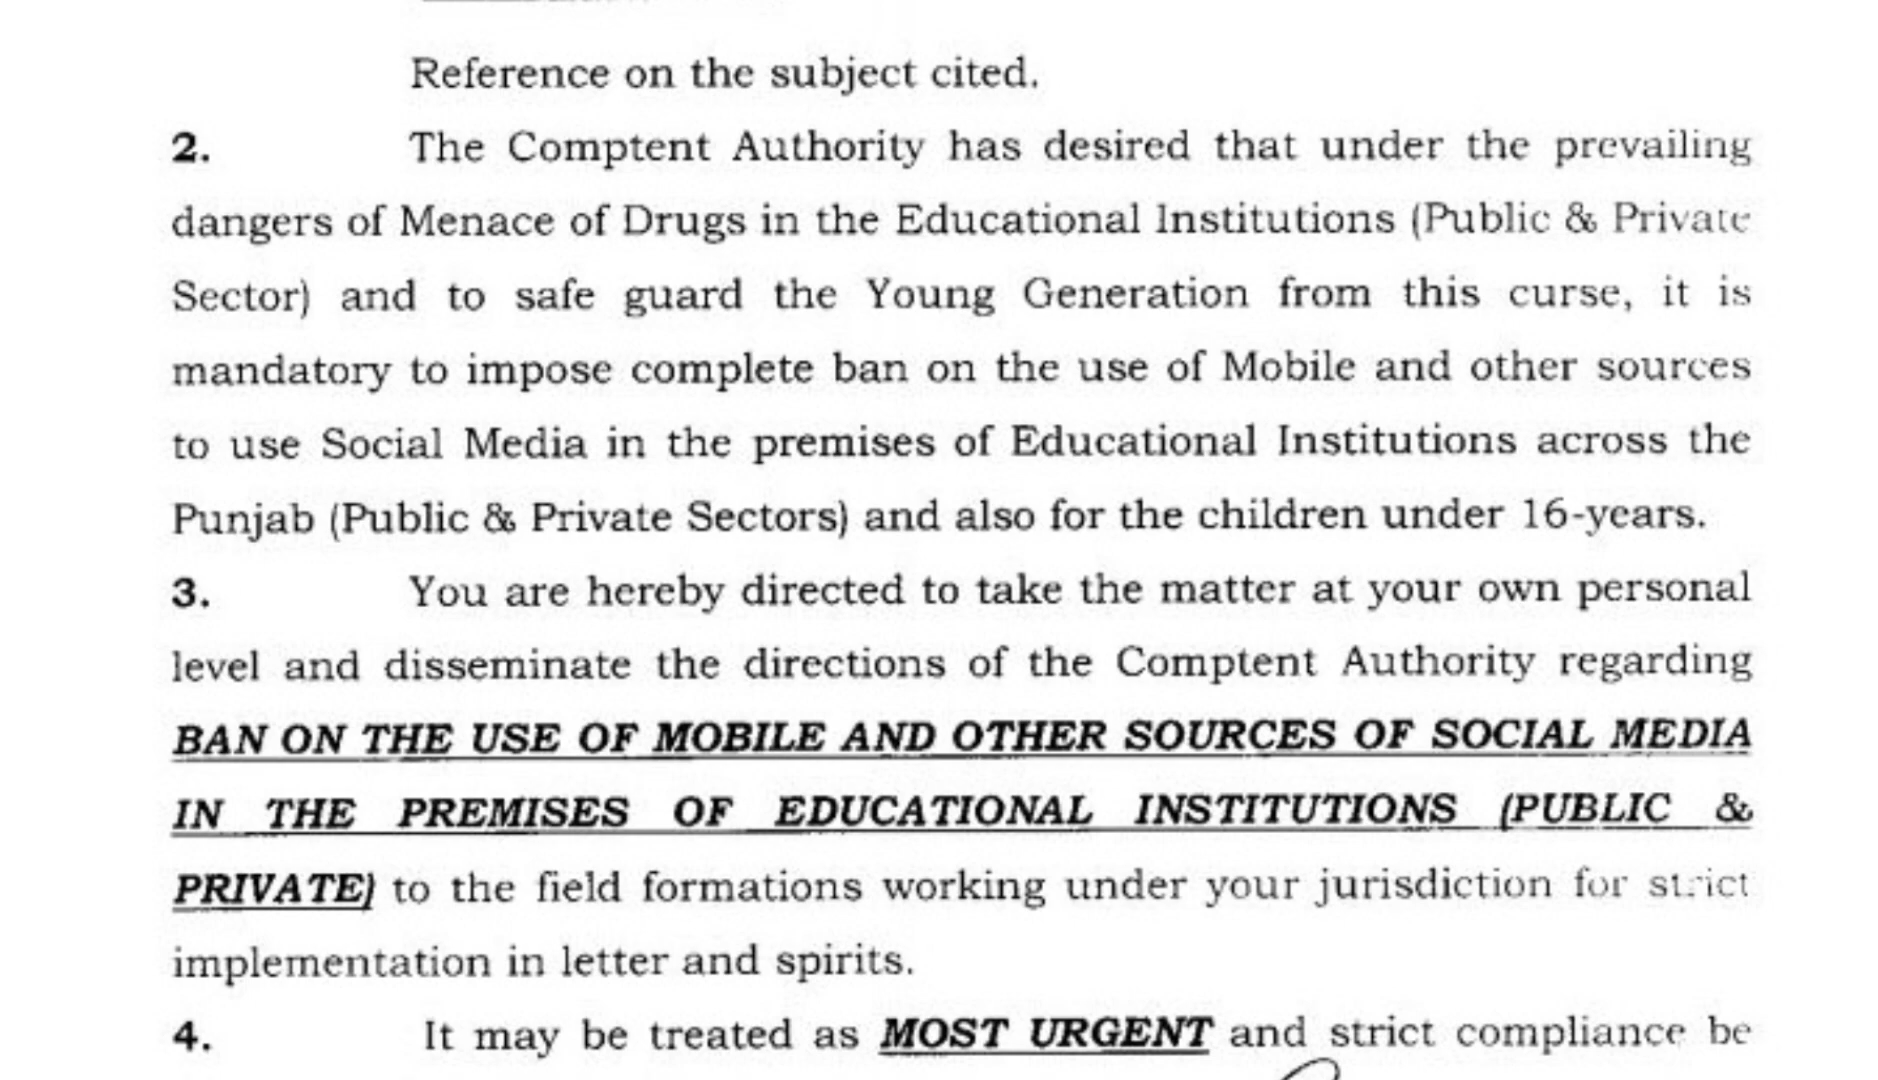 Reference on the subject cited.
2. The Comptent Authority has desired that under the prevailing
dangers of Menace of Drugs in the Educational Institutions (Public & Private
Sector) and to safe guard the Young Generation from this curse, it is
mandatory to impose complete ban on the use of Mobile and other sources
to use Social Media in the premises of Educational Institutions across the
Punjab (Public & Private Sectors) and also for the children under 16-years.
3. You are hereby directed to take the matter at your own personal
level and disseminate the directions of the Comptent Authority regarding
BAN ON THE USE OF MOBILE AND OTHER SOURCES OF SOCIAL MEDIA
IN THE PREMISES OF EDUCATIONAL INSTITUTIONS (PUBLIC &
PRIVATE) to the field formations working under your jurisdiction for strict
implementation in letter and spirits.
4. It may be treated as MOST URGENT and strict compliance be